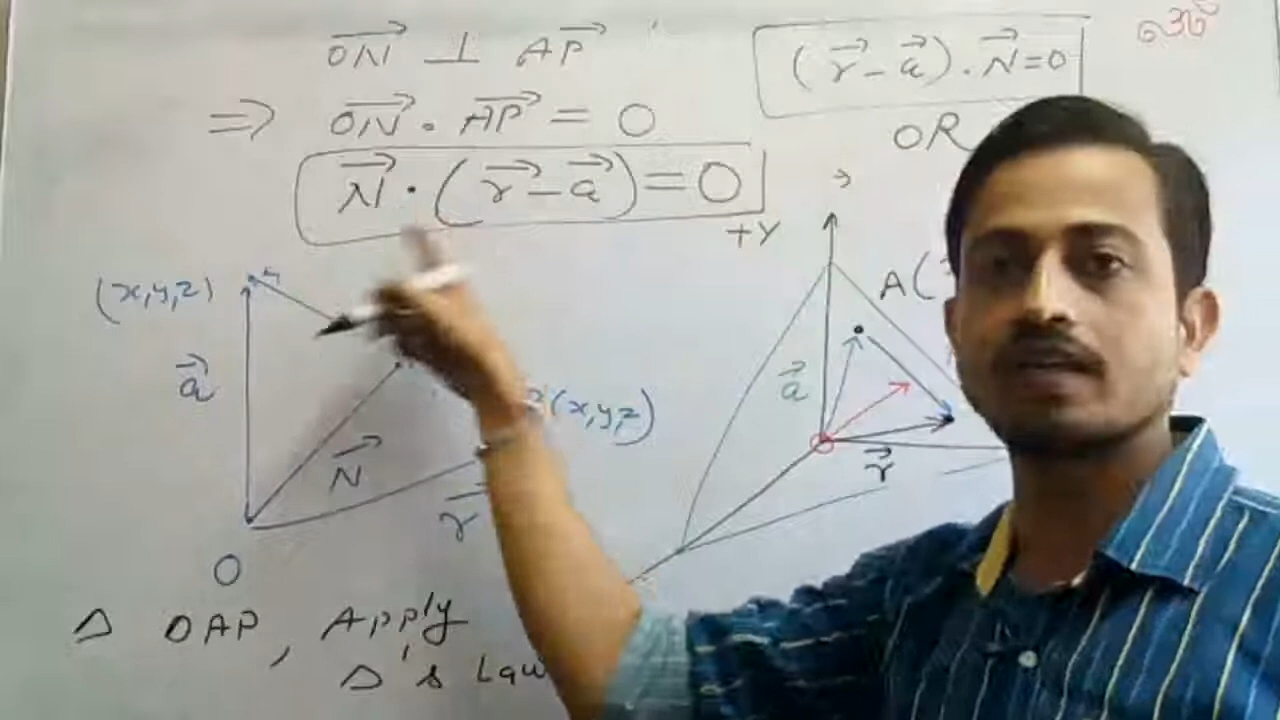 ON ⊥ AP
⇒ ON · AP = 0
N · (r - a) = 0
(r - a) . N = 0
OR
+Y
(x,y,z)
a
N
(x,y,z)
r
O
Δ OAP, Apply
Δ's Law
A(
a
r